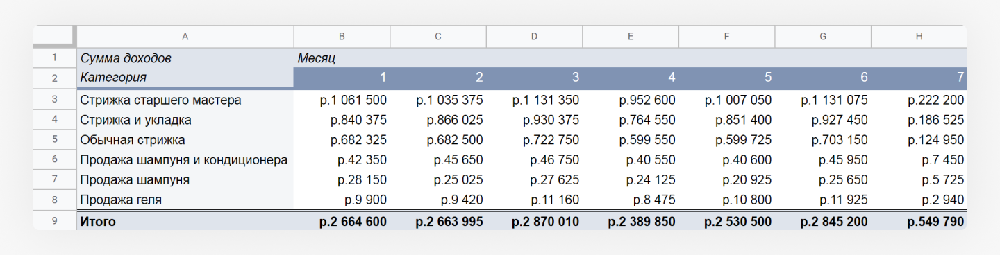 A B C D E F G H
1 Сумма доходов Месяц
2 Категория 1 2 3 4 5 6 7
3 Стрижка старшего мастера р.1 061 500 р.1 035 375 р.1 131 350 р.952 600 р.1 007 050 р.1 131 075 р.222 200
4 Стрижка и укладка р.840 375 р.866 025 р.930 375 р.764 550 р.851 400 р.927 450 р.186 525
5 Обычная стрижка р.682 325 р.682 500 р.722 750 р.599 550 р.599 725 р.703 150 р.124 950
6 Продажа шампуня и кондиционера р.42 350 р.45 650 р.46 750 р.40 550 р.40 600 р.45 950 р.7 450
7 Продажа шампуня р.28 150 р.25 025 р.27 625 р.24 125 р.20 925 р.25 650 р.5 725
8 Продажа геля р.9 900 р.9 420 р.11 160 р.8 475 р.10 800 р.11 925 р.2 940
9 Итого р.2 664 600 р.2 663 995 р.2 870 010 р.2 389 850 р.2 530 500 р.2 845 200 р.549 790